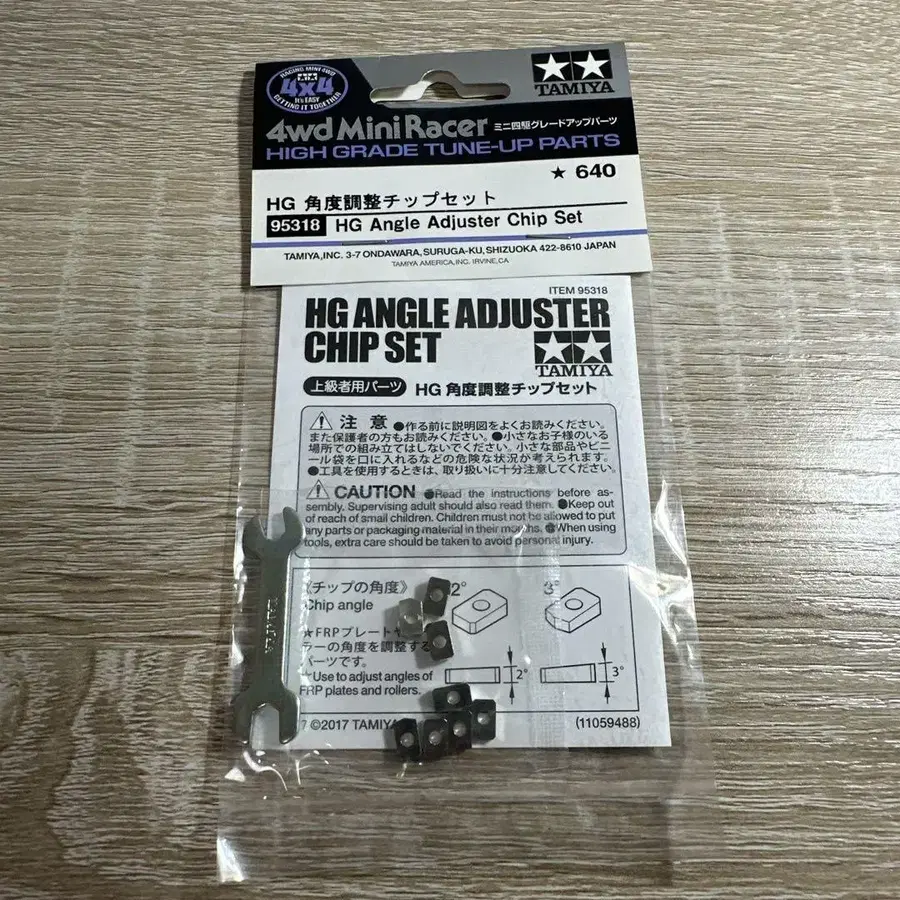 RACING MINI 4WD
4x4
It's EASY
GETTING IT TOGETHER
TAMIYA
4wd Mini Racer ミニ四駆グレードアップパーツ
HIGH GRADE TUNE-UP PARTS
★ 640
HG 角度調整チップセット
95318 HG Angle Adjuster Chip Set
TAMIYA,INC. 3-7 ONDAWARA, SURUGA-KU, SHIZUOKA 422-8610 JAPAN
TAMIYA AMERICA,INC. IRVINE,CA
ITEM 95318
HG ANGLE ADJUSTER
CHIP SET
TAMIYA
上級者用パーツ HG 角度調整チップセット
注意 ●作る前に説明図をよくお読みください。
また保護者の方もお読みください。●小さなお子様のいる
場所での組み立てはしないでください。小さな部品やビニ
ール袋を口に入れるなどの危険な状況が考えられます。
●工具を使用するときは、取り扱いに十分注意してください。
CAUTION ●Read the instructions before as-
sembly. Supervising adult should also read them. ●Keep out
of reach of small children. Children must not be allowed to put
any parts or packaging material in their mouths. ●When using
tools, extra care should be taken to avoid personal injury.
《チップの角度》 2° 3°
Chip angle
★FRPプレートや
ラーの角度を調整する
パーツです。
★Use to adjust angles of
FRP plates and rollers.
2° 3°
7 ©2017 TAMIYA (11059488)
TAMIYA